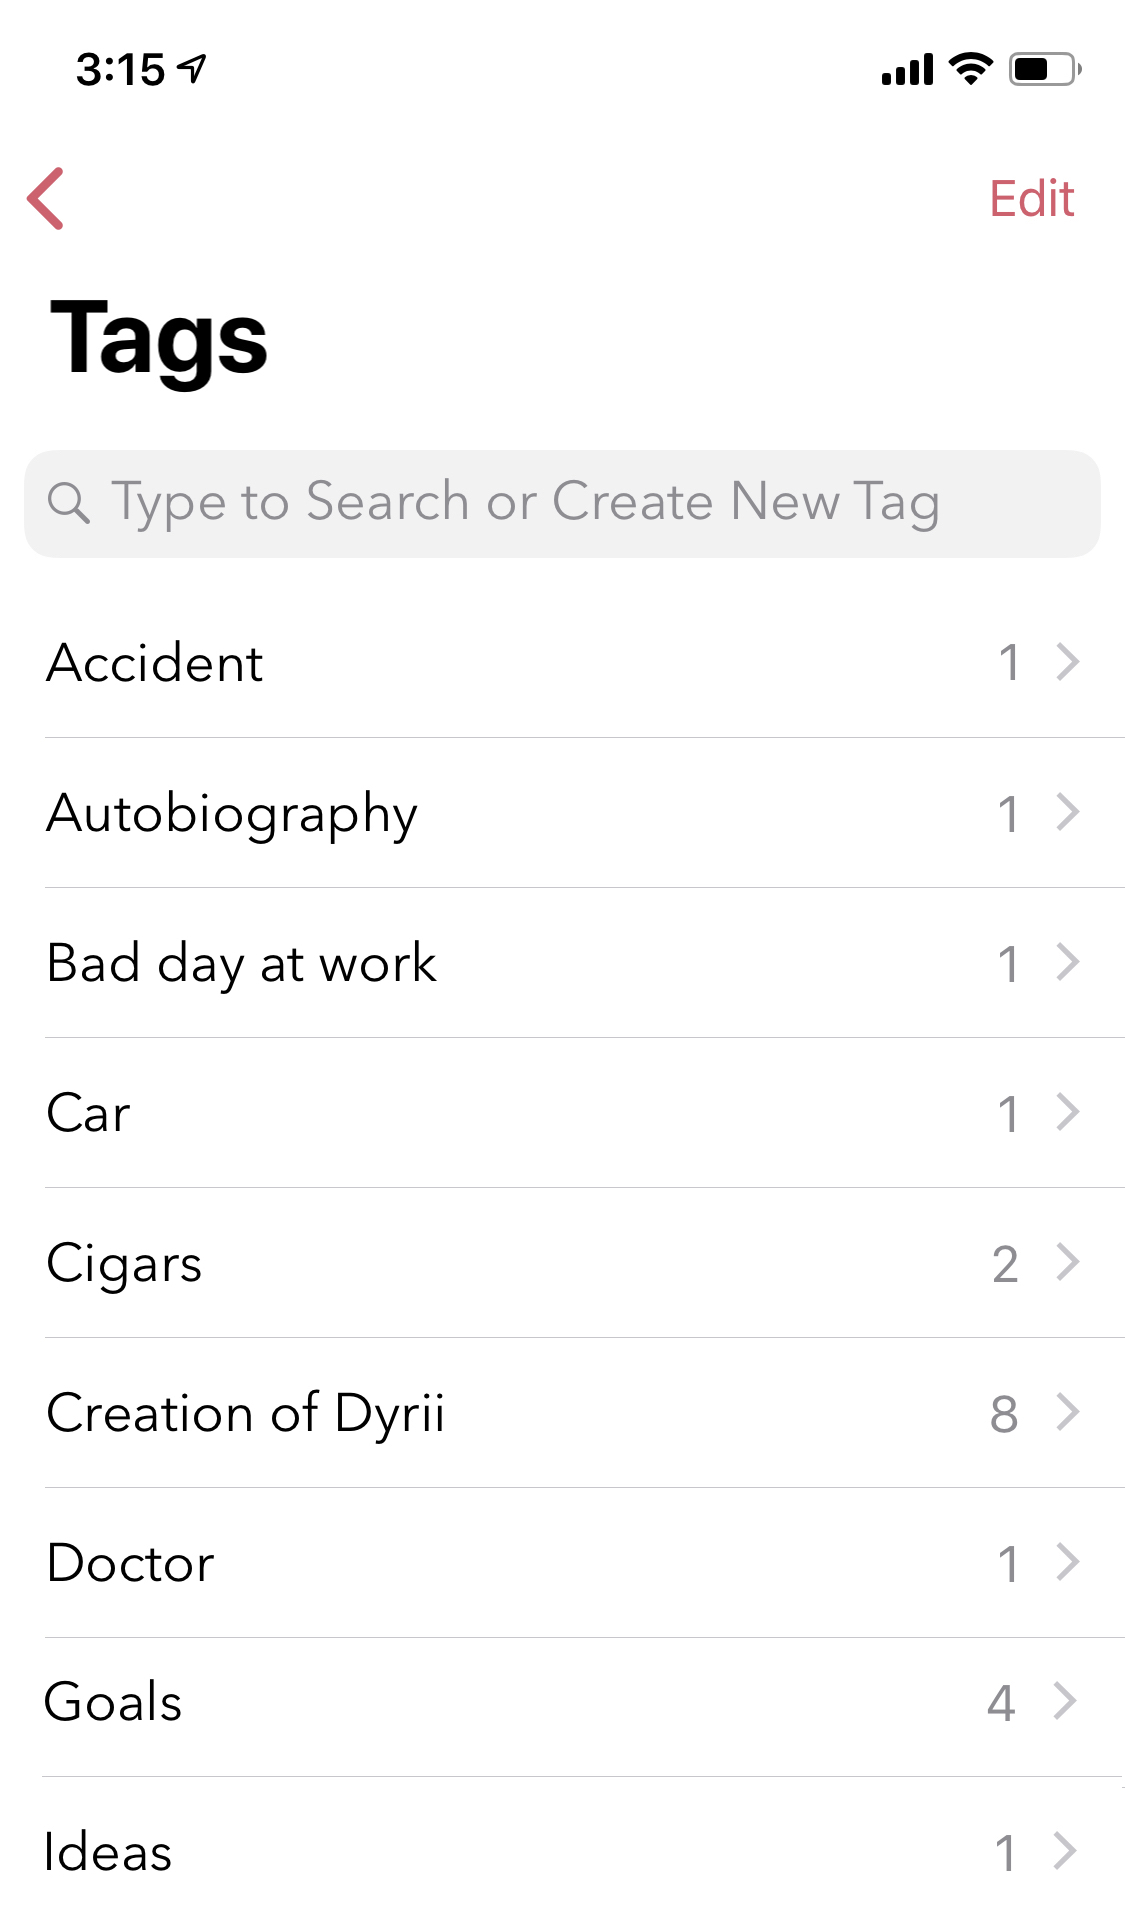 3:15
Edit
Tags
Type to Search or Create New Tag
Accident 1
Autobiography 1
Bad day at work 1
Car 1
Cigars 2
Creation of Dyrii 8
Doctor 1
Goals 4
Ideas 1